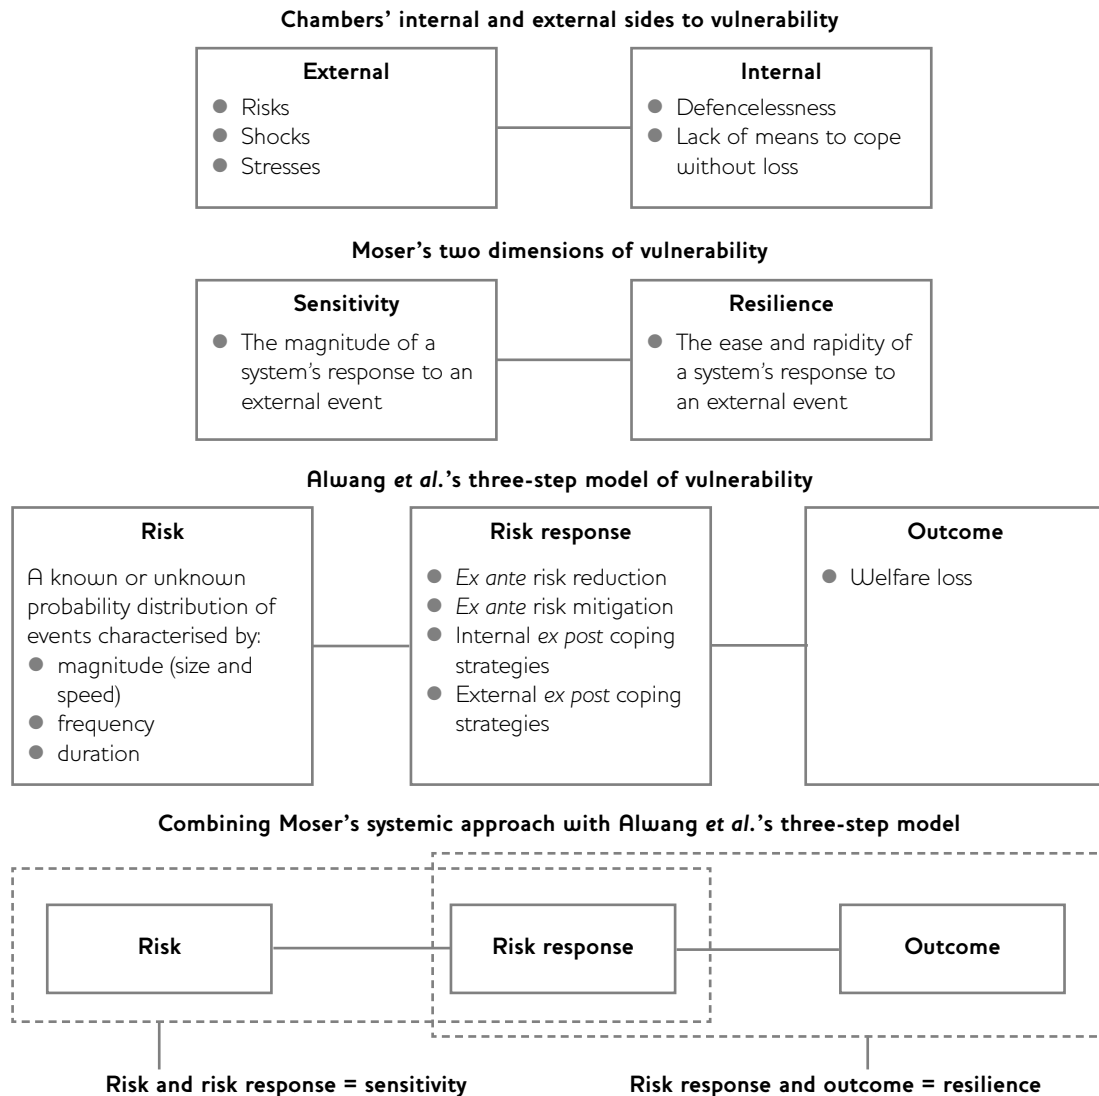 Chambers’ internal and external sides to vulnerability
External
Risks
Shocks
Stresses
Internal
Defencelessness
Lack of means to cope
without loss
Moser’s two dimensions of vulnerability
Sensitivity
The magnitude of a
system’s response to an
external event
Resilience
The ease and rapidity of
a system’s response to
an external event
Alwang et al.’s three-step model of vulnerability
Risk
A known or unknown
probability distribution of
events characterised by:
magnitude (size and
speed)
frequency
duration
Risk response
Ex ante risk reduction
Ex ante risk mitigation
Internal ex post coping
strategies
External ex post coping
strategies
Outcome
Welfare loss
Combining Moser’s systemic approach with Alwang et al.’s three-step model
Risk
Risk response
Outcome
Risk and risk response = sensitivity
Risk response and outcome = resilience